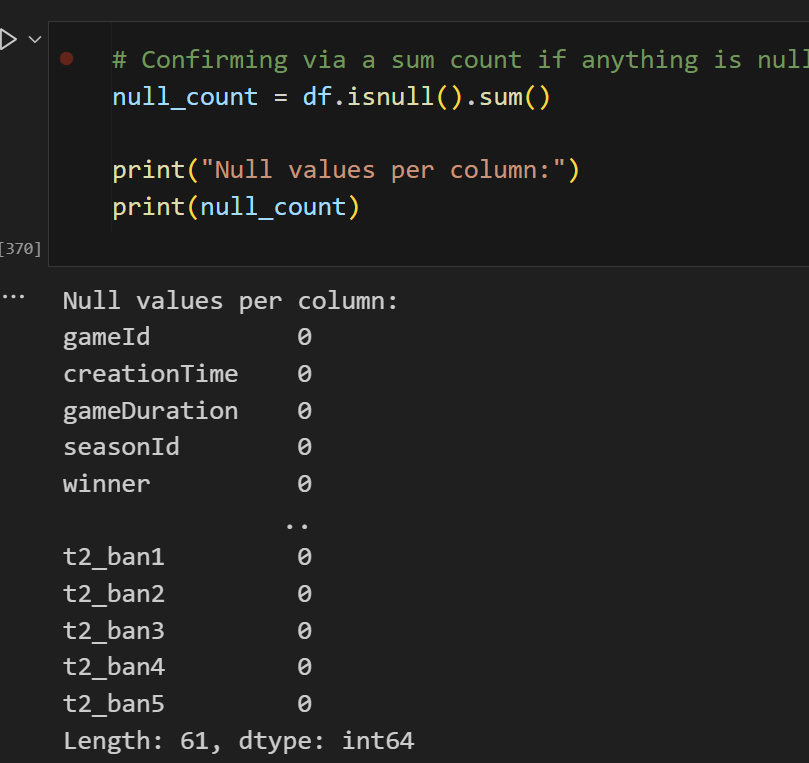 # Confirming via a sum count if anything is null
null_count = df.isnull().sum()
print("Null values per column:")
print(null_count)
[370]
...
Null values per column:
gameId 0
creationTime 0
gameDuration 0
seasonId 0
winner 0
..
t2_ban1 0
t2_ban2 0
t2_ban3 0
t2_ban4 0
t2_ban5 0
Length: 61, dtype: int64